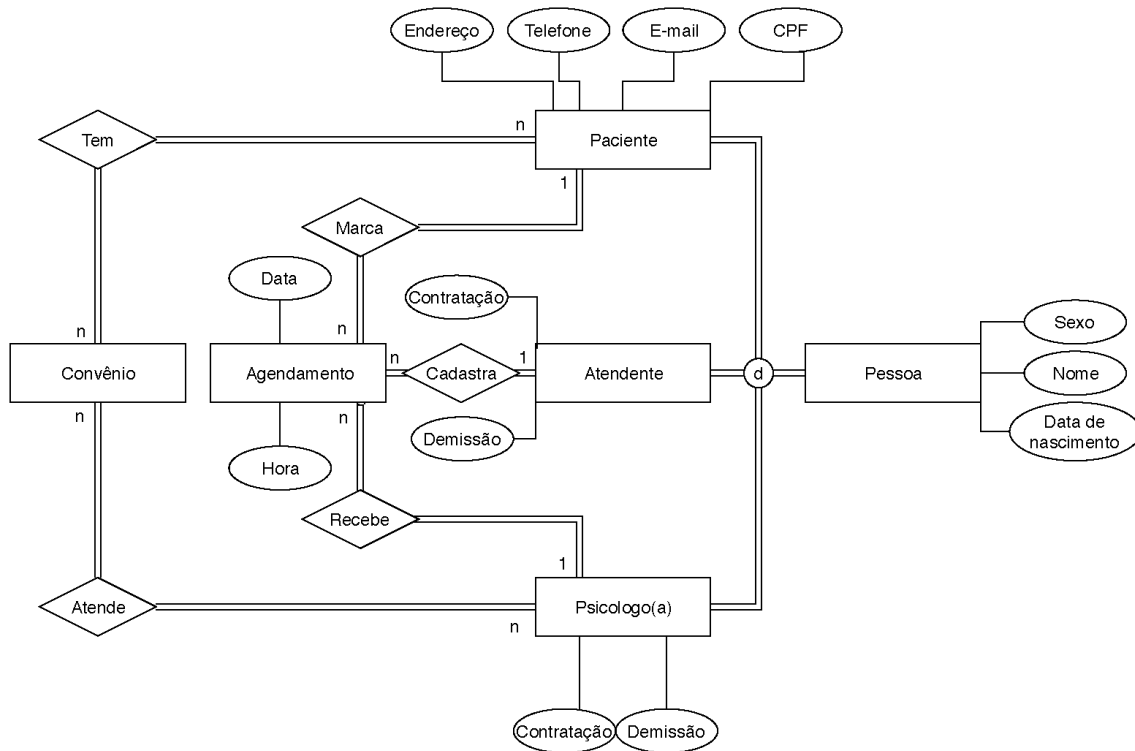 Endereço
Telefone
E-mail
CPF
Tem
n
Paciente
1
Marca
Data
Contratação
n
n
n
1
Sexo
Convênio
Agendamento
Cadastra
Atendente
d
Pessoa
Nome
n
n
Demissão
Data de
nascimento
Hora
Recebe
1
Atende
Psicologo(a)
n
Contratação
Demissão